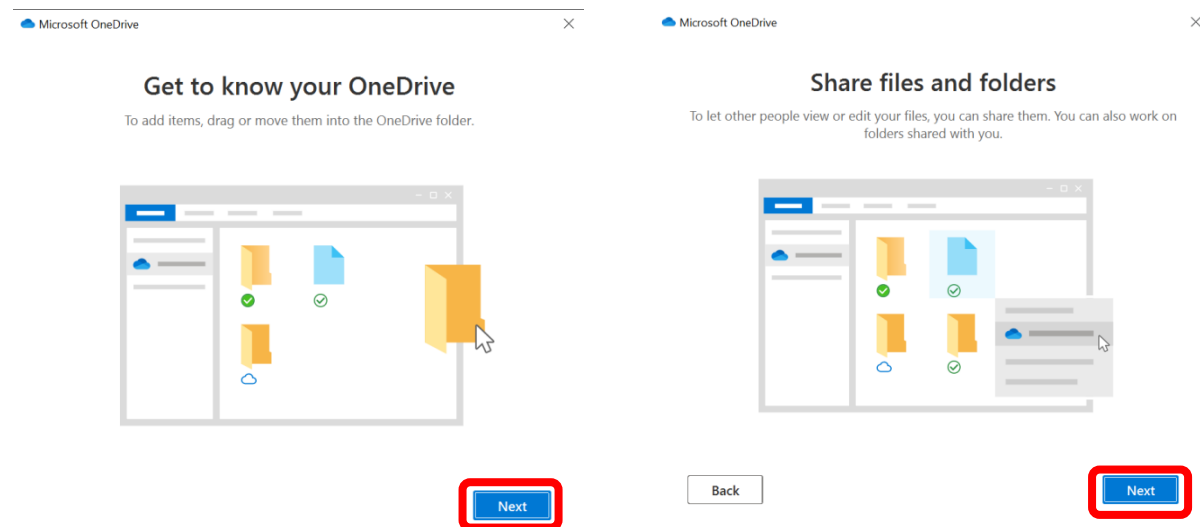 Microsoft OneDrive
Get to know your OneDrive
To add items, drag or move them into the OneDrive folder.
Next
Microsoft OneDrive
Share files and folders
To let other people view or edit your files, you can share them. You can also work on
folders shared with you.
Back
Next